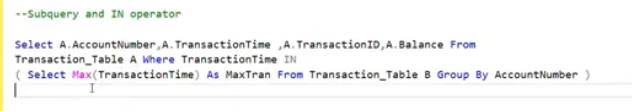 --Subquery and IN operator
Select A.AccountNumber,A.TransactionTime ,A.TransactionID,A.Balance From
Transaction_Table A Where TransactionTime IN
( Select Max(TransactionTime) As MaxTran From Transaction_Table B Group By AccountNumber )